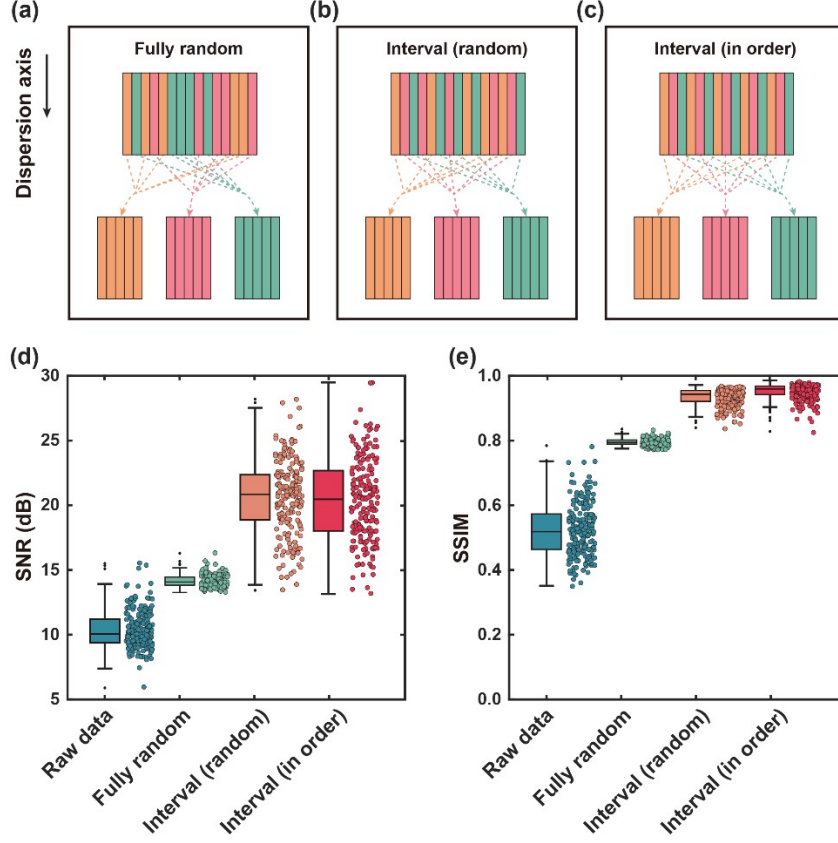 (a)
(b)
(c)
Dispersion axis
Fully random
Interval (random)
Interval (in order)
(d)
(e)
SNR (dB)
30
25
20
15
10
5
Raw data
Fully random
Interval (random)
Interval (in order)
SSIM
1.0
0.8
0.6
0.4
0.2
0.0
Raw data
Fully random
Interval (random)
Interval (in order)